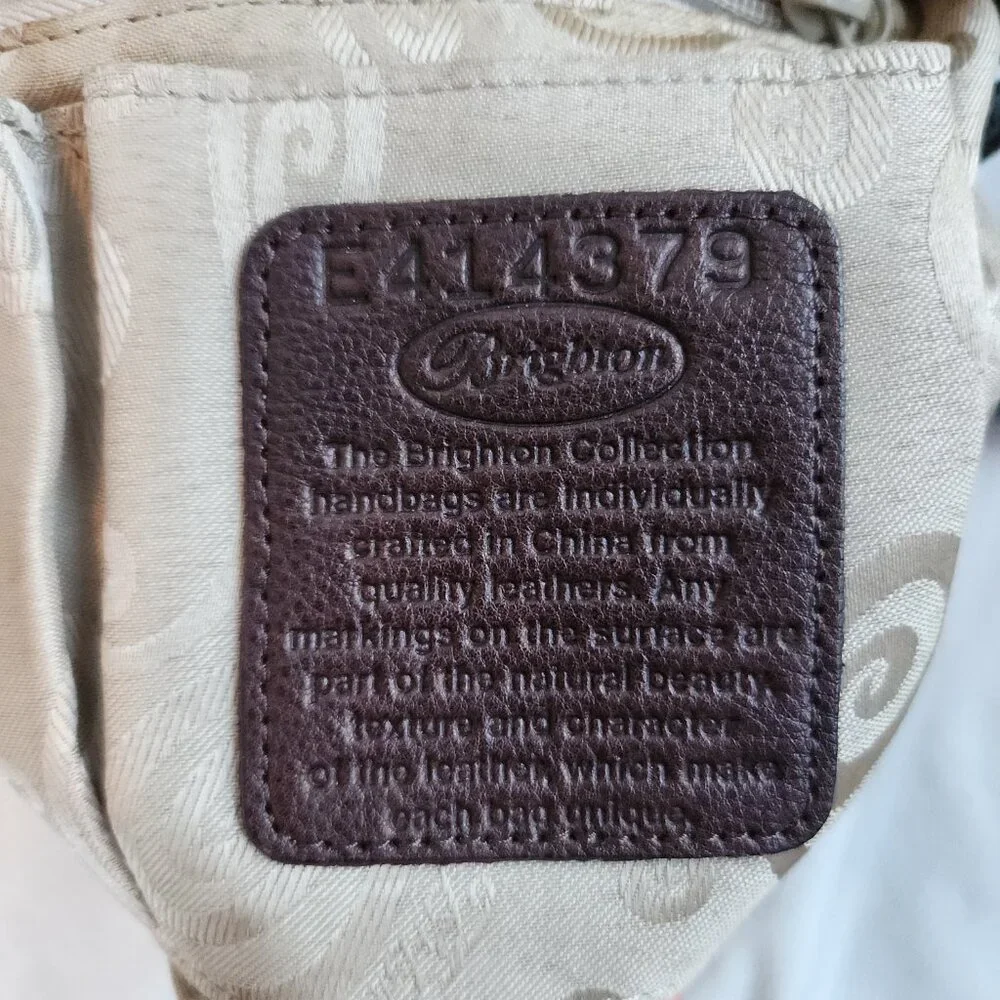 E414379
Brighton
The Brighton Collection
handbags are individually
crafted in China from
quality leathers. Any
markings on the surface are
part of the natural beauty,
texture and character
of the leather, which make
each bag unique.